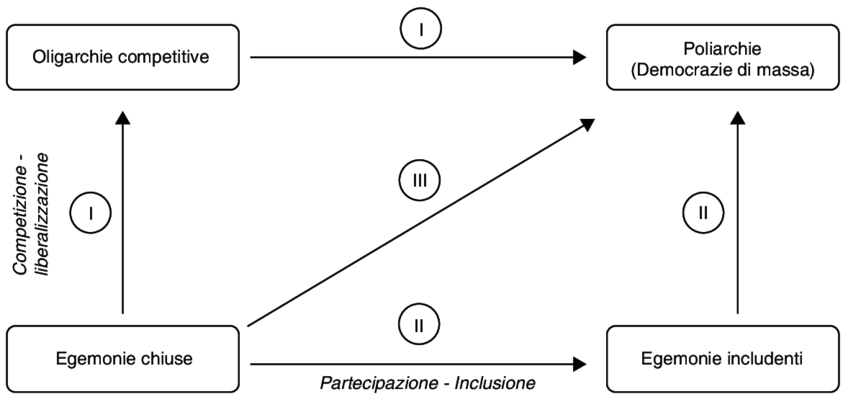 I
Oligarchie competitive
Poliarchie
(Democrazie di massa)
Competizione -
liberalizzazione
I
III
II
II
Egemonie chiuse
Egemonie includenti
Partecipazione - Inclusione